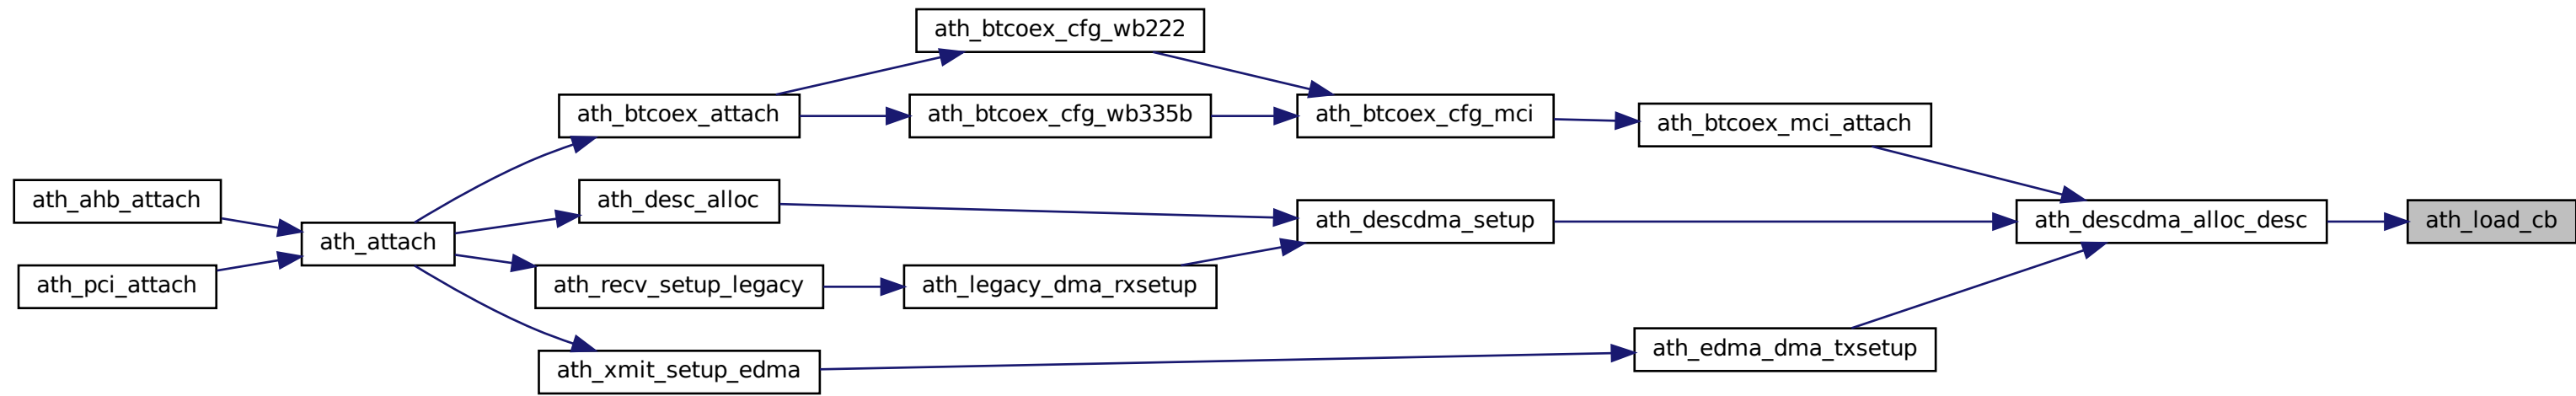 ath_btcoex_cfg_wb222
ath_btcoex_attach
ath_btcoex_cfg_wb335b
ath_btcoex_cfg_mci
ath_btcoex_mci_attach
ath_ahb_attach
ath_desc_alloc
ath_attach
ath_descdma_setup
ath_descdma_alloc_desc
ath_load_cb
ath_pci_attach
ath_recv_setup_legacy
ath_legacy_dma_rxsetup
ath_xmit_setup_edma
ath_edma_dma_txsetup